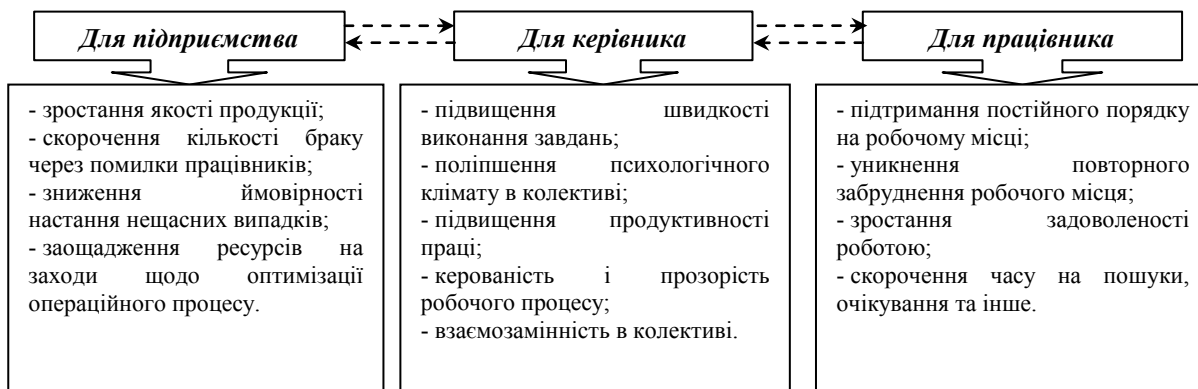 Для підприємства
Для керівника
Для працівника
- зростання якості продукції;
- скорочення кількості браку
через помилки працівників;
- зниження ймовірності
настання нещасних випадків;
- заощадження ресурсів на
заходи щодо оптимізації
операційного процесу.
- підвищення швидкості
виконання завдань;
- поліпшення психологічного
клімату в колективі;
- підвищення продуктивності
праці;
- керованість і прозорість
робочого процесу;
- взаємозамінність в колективі.
- підтримання постійного порядку
на робочому місці;
- уникнення повторного
забруднення робочого місця;
- зростання задоволеності
роботою;
- скорочення часу на пошуки,
очікування та інше.